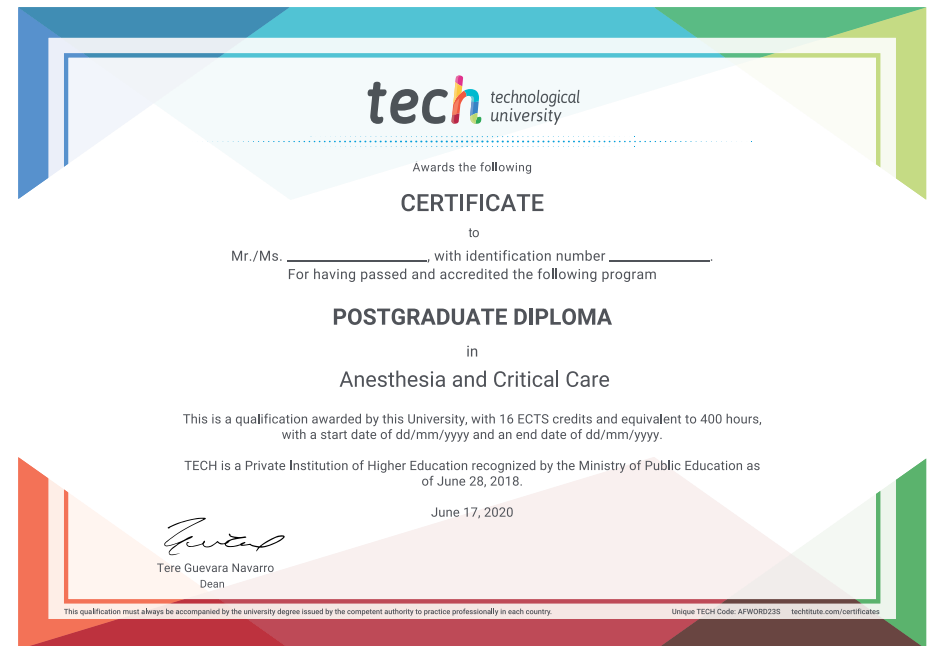 tech technological
university
Awards the following
CERTIFICATE
to
Mr./Ms. ____________________, with identification number ______________.
For having passed and accredited the following program
POSTGRADUATE DIPLOMA
in
Anesthesia and Critical Care
This is a qualification awarded by this University, with 16 ECTS credits and equivalent to 400 hours,
with a start date of dd/mm/yyyy and an end date of dd/mm/yyyy.
TECH is a Private Institution of Higher Education recognized by the Ministry of Public Education as
of June 28, 2018.
June 17, 2020
Tere Guevara Navarro
Dean
This qualification must always be accompanied by the university degree issued by the competent authority to practice professionally in each country.
Unique TECH Code: AFWORD23S techtitute.com/certificates